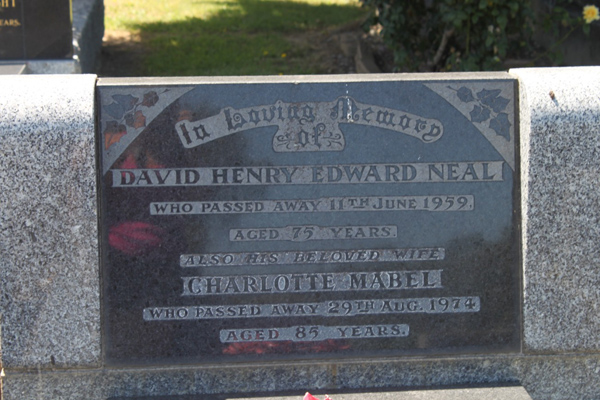 YEARS.
In Loving Memory
of
DAVID HENRY EDWARD NEAL
WHO PASSED AWAY 11TH JUNE 1959.
AGED 75 YEARS.
ALSO HIS BELOVED WIFE
CHARLOTTE MABEL
WHO PASSED AWAY 29TH AUG. 1974
AGED 85 YEARS.